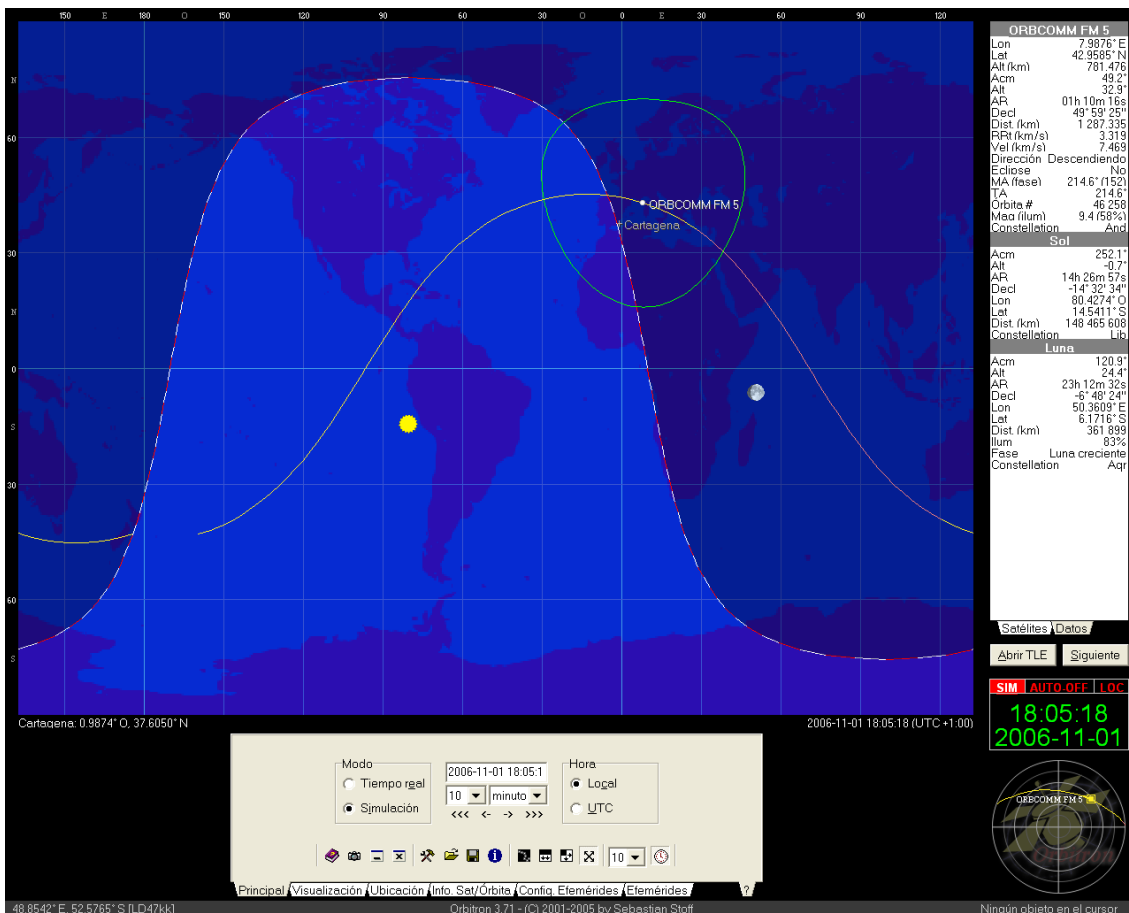 150 E 180 O 150 120 90 60 30 O 0 E 30 60 90 120
N
60
30
N
0
S
30
60
S
ORBCOMM FM 5
+Cartagena
Cartagena: 0.9874° O, 37.6050° N
2006-11-01 18:05:18 (UTC +1:00)
ORBCOMM FM 5
Lon 7.9876° E
Lat 42.9585° N
Alt (km) 781.476
Acm 49.2°
Alt 32.9°
AR 01h 10m 16s
Decl 49° 59' 25"
Dist. (km) 1 287.335
RRt (km/s) 3.319
Vel (km/s) 7.469
Dirección Descendiendo
Eclipse No
MA (fase) 214.6° (152)
TA 214.6°
Órbita # 46 258
Mag (ilum) 9.4 (58%)
Constellation And
Sol
Acm 252.1°
Alt -0.7°
AR 14h 26m 57s
Decl -14° 32' 34"
Lon 80.4274° O
Lat 14.5411° S
Dist. (km) 148 465 608
Constellation Lib
Luna
Acm 120.9°
Alt 24.4°
AR 23h 12m 32s
Decl -6° 48' 24"
Lon 50.3609° E
Lat 6.1716° S
Dist. (km) 361 899
Ilum 83%
Fase Luna creciente
Constellation Aqr
Satélites Datos
Abrir TLE Siguiente
SIM AUTO-OFF LOC
18:05:18
2006-11-01
ORBCOMM FM 5
Modo
Tiempo real
Simulación
2006-11-01 18:05:1
10 minuto
<<< <- -> >>>
Hora
Local
UTC
10
Principal Visualización Ubicación Info. Sat/Órbita Config. Efemérides Efemérides ?
48.8542° E, 52.5765° S [LD47kk]
Orbitron 3.71 - (C) 2001-2005 by Sebastian Stoff
Ningún objeto en el cursor